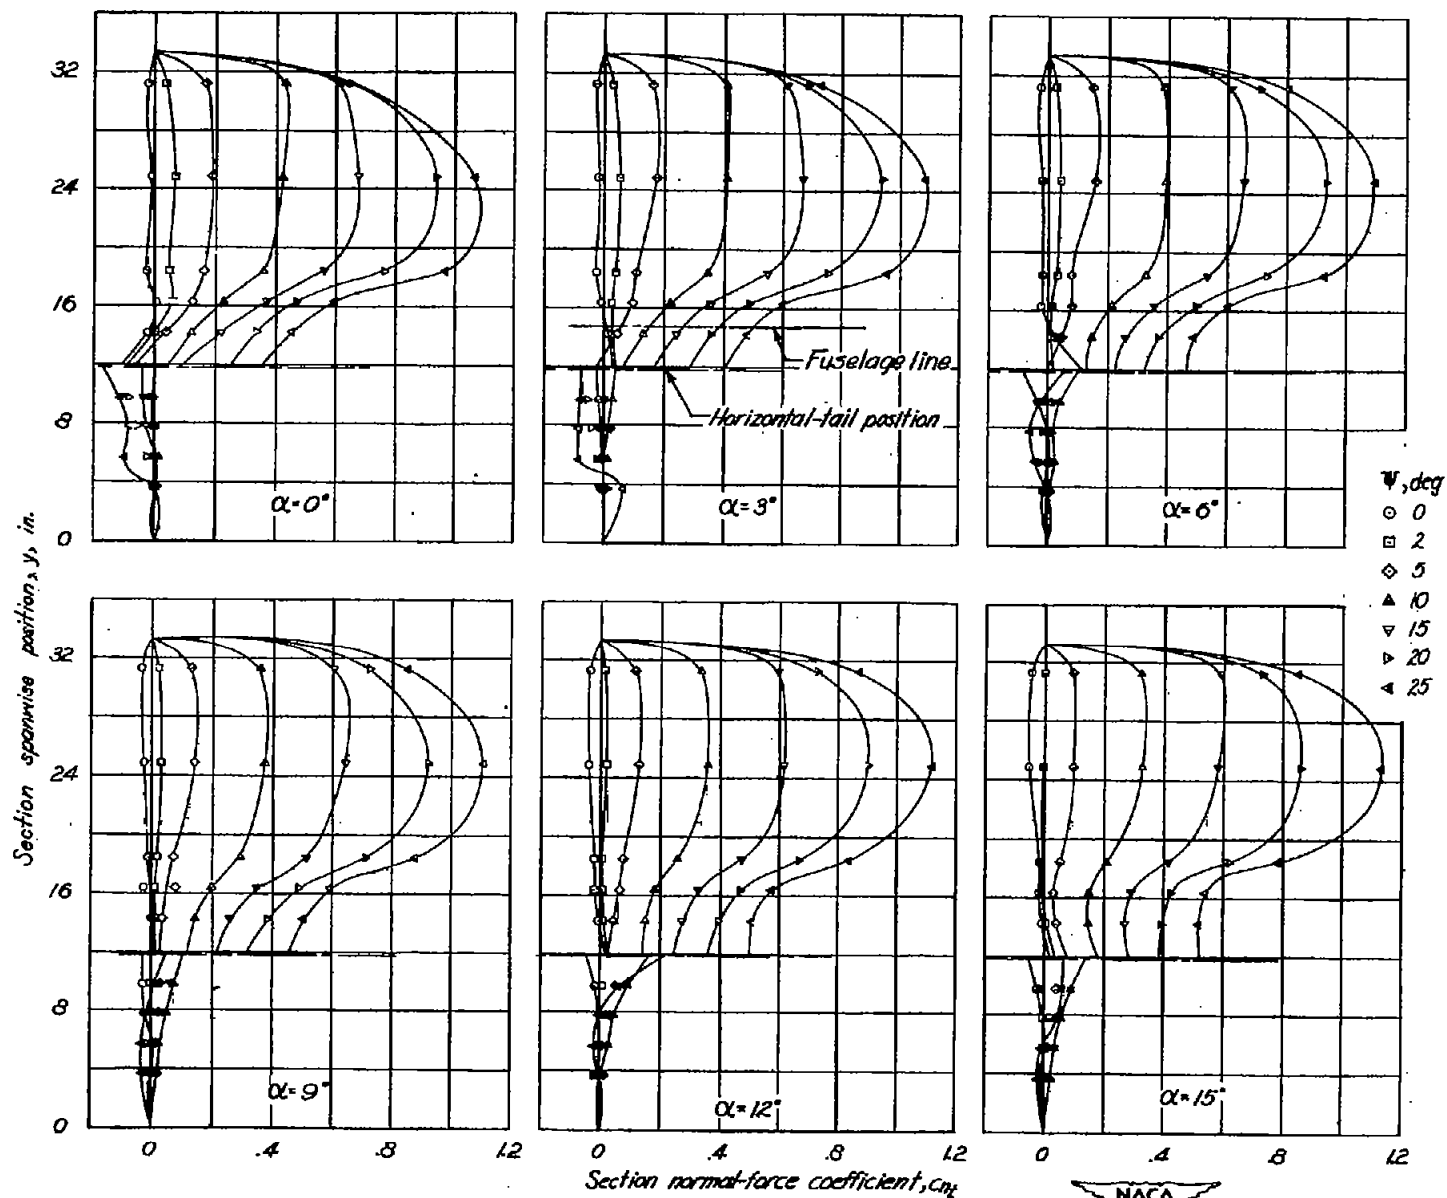 32
24
16
8
0
α=0°
Fuselage line
Horizontal-tail position
α=3°
α=6°
Ψ, deg
0
2
5
10
15
20
25
Section spanwise position, y, in.
32
24
16
8
0
α=9°
α=12°
α=15°
0 .4 .8 1.2
0 .4 .8 1.2
0 .4 .8 1.2
Section normal-force coefficient, cnt
NACA